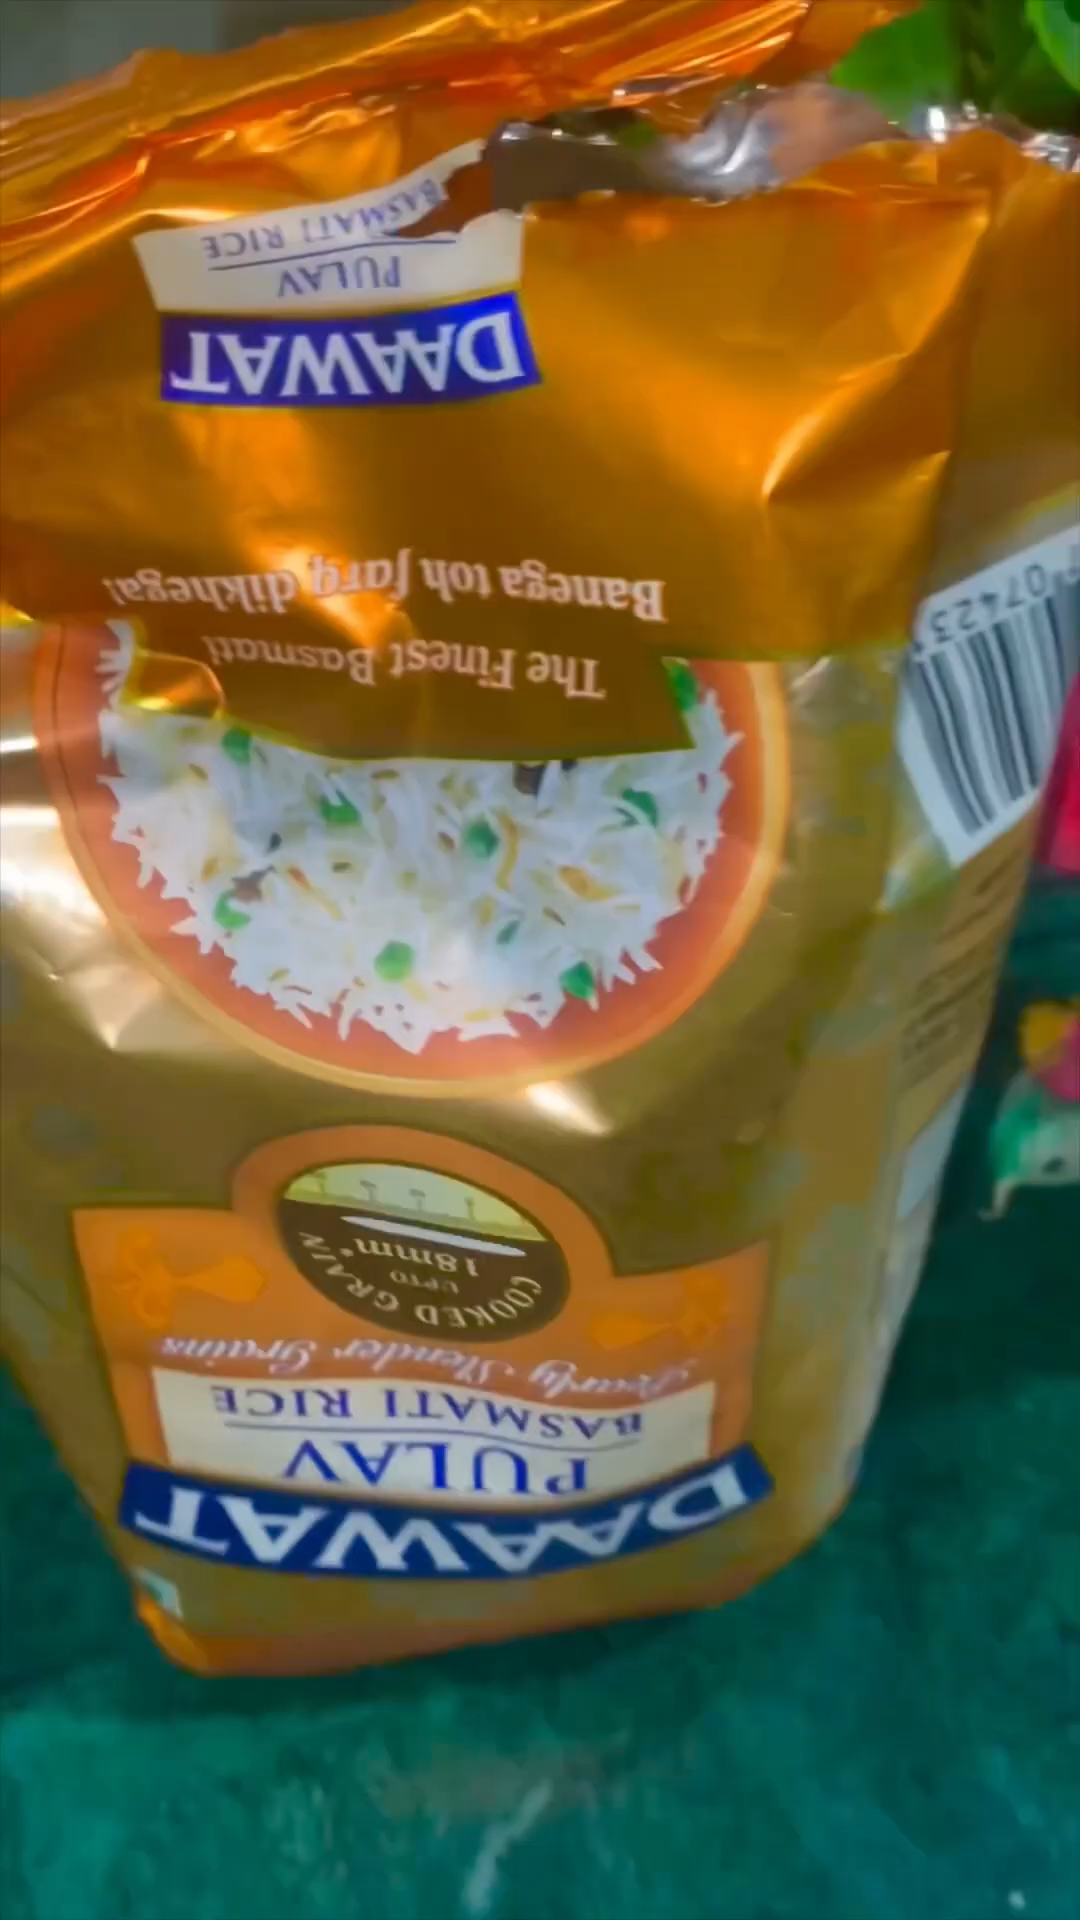 DAAWAT
PULAV
BASMATI RICE
Pearly Slender Grains
COOKED GRAIN
UPTO
18mm*
The Finest Basmati
Banega toh farq dikhega!
DAAWAT
PULAV
BASMATI RICE
07423